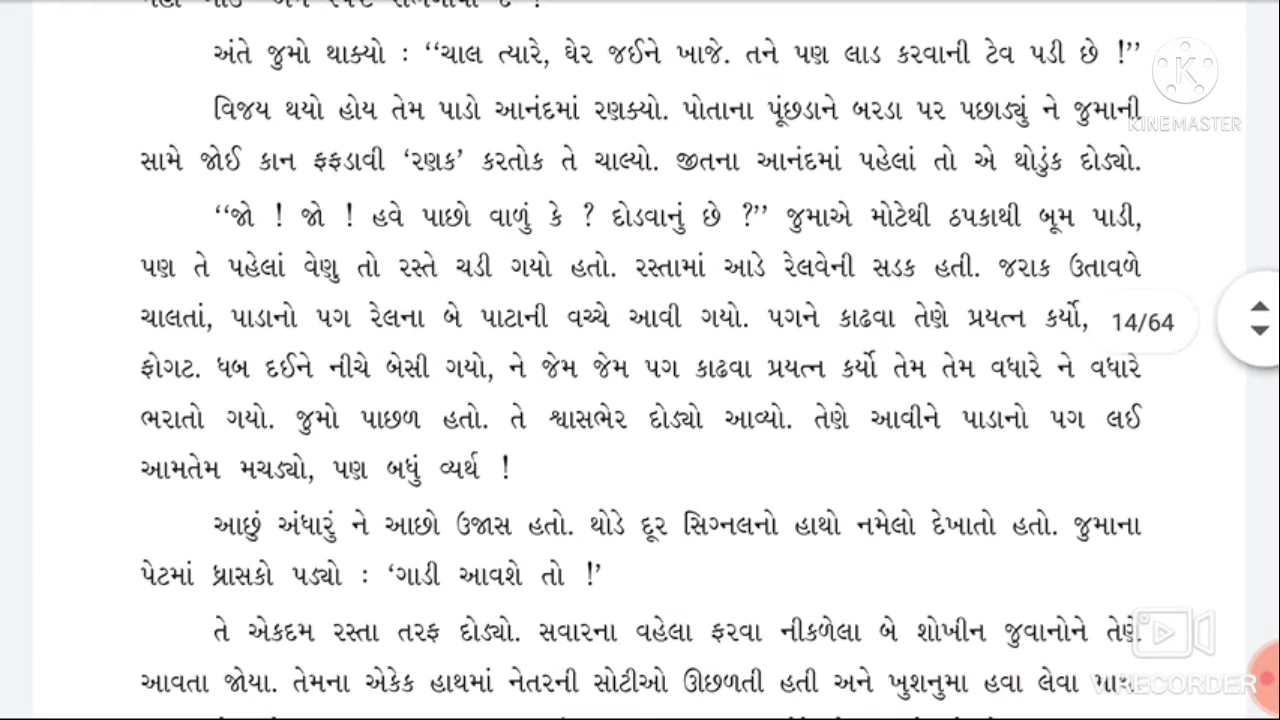 અંતે જુમો થાક્યો : “ચાલ ત્યારે, ઘેર જઈને ખાજે. તને પણ લાડ કરવાની ટેવ પડી છે !”
KINEMASTER
વિજય થયો હોય તેમ પાડો આનંદમાં રણક્યો. પોતાના પૂંછડાને બરડા પર પછાડ્યું ને જુમાની
સામે જોઈ કાન ફફડાવી ‘રણક’ કરતોક તે ચાલ્યો. જીતના આનંદમાં પહેલાં તો એ થોડુંક દોડ્યો.
“જો ! જો ! હવે પાછો વાળું કે ? દોડવાનું છે ?” જુમાએ મોટેથી ઠપકાથી બૂમ પાડી,
પણ તે પહેલાં વેણુ તો રસ્તે ચડી ગયો હતો. રસ્તામાં આડે રેલવેની સડક હતી. જરાક ઉતાવળે
ચાલતાં, પાડાનો પગ રેલના બે પાટાની વચ્ચે આવી ગયો. પગને કાઢવા તેણે પ્રયત્ન કર્યો,
14/64
ફોગટ. ધબ દઈને નીચે બેસી ગયો, ને જેમ જેમ પગ કાઢવા પ્રયત્ન કર્યો તેમ તેમ વધારે ને વધારે
ભરાતો ગયો. જુમો પાછળ હતો. તે શ્વાસભેર દોડ્યો આવ્યો. તેણે આવીને પાડાનો પગ લઈ
આમતેમ મચડ્યો, પણ બધું વ્યર્થ !
આછું અંધારું ને આછો ઉજાસ હતો. થોડે દૂર સિગ્નલનો હાથો નમેલો દેખાતો હતો. જુમાના
પેટમાં ધ્રાસકો પડ્યો : ‘ગાડી આવશે તો !’
તે એકદમ રસ્તા તરફ દોડ્યો. સવારના વહેલા ફરવા નીકળેલા બે શોખીન જુવાનોને તેણે
આવતા જોયા. તેમના એકેક હાથમાં નેતરની સોટીઓ ઊછળતી હતી અને ખુશનુમા હવા લેવા
VRECORDER